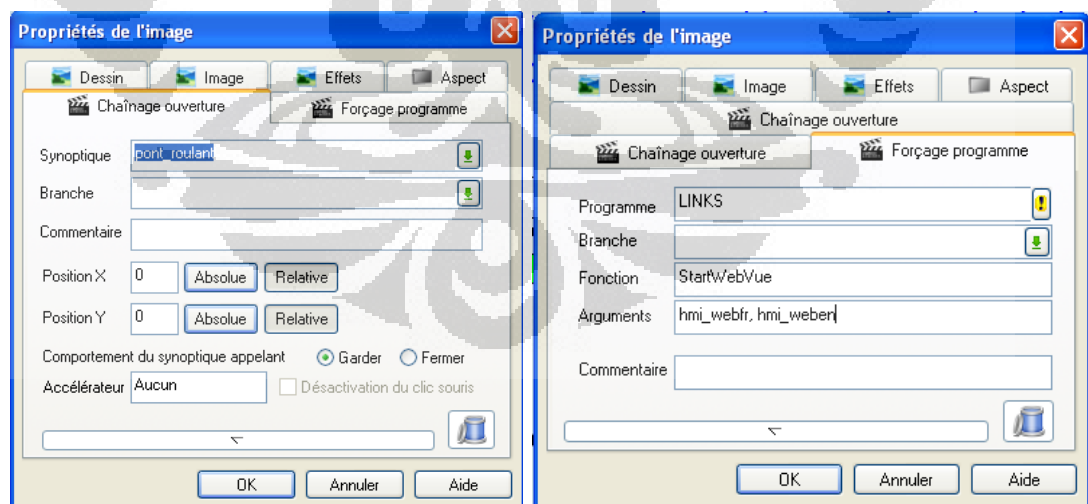 Propriétés de l'image
Dessin Image Effets Aspect
Chaînage ouverture Forçage programme
Synoptique pont_roulant
Branche
Commentaire
Position X 0 Absolue Relative
Position Y 0 Absolue Relative
Comportement du synoptique appelant Garder Fermer
Accélérateur Aucun Désactivation du clic souris
OK Annuler Aide
Propriétés de l'image
Dessin Image Effets Aspect
Chaînage ouverture
Chaînage ouverture Forçage programme
Programme LINKS
Branche
Fonction StartWebVue
Arguments hmi_webfr, hmi_weben
Commentaire
OK Annuler Aide